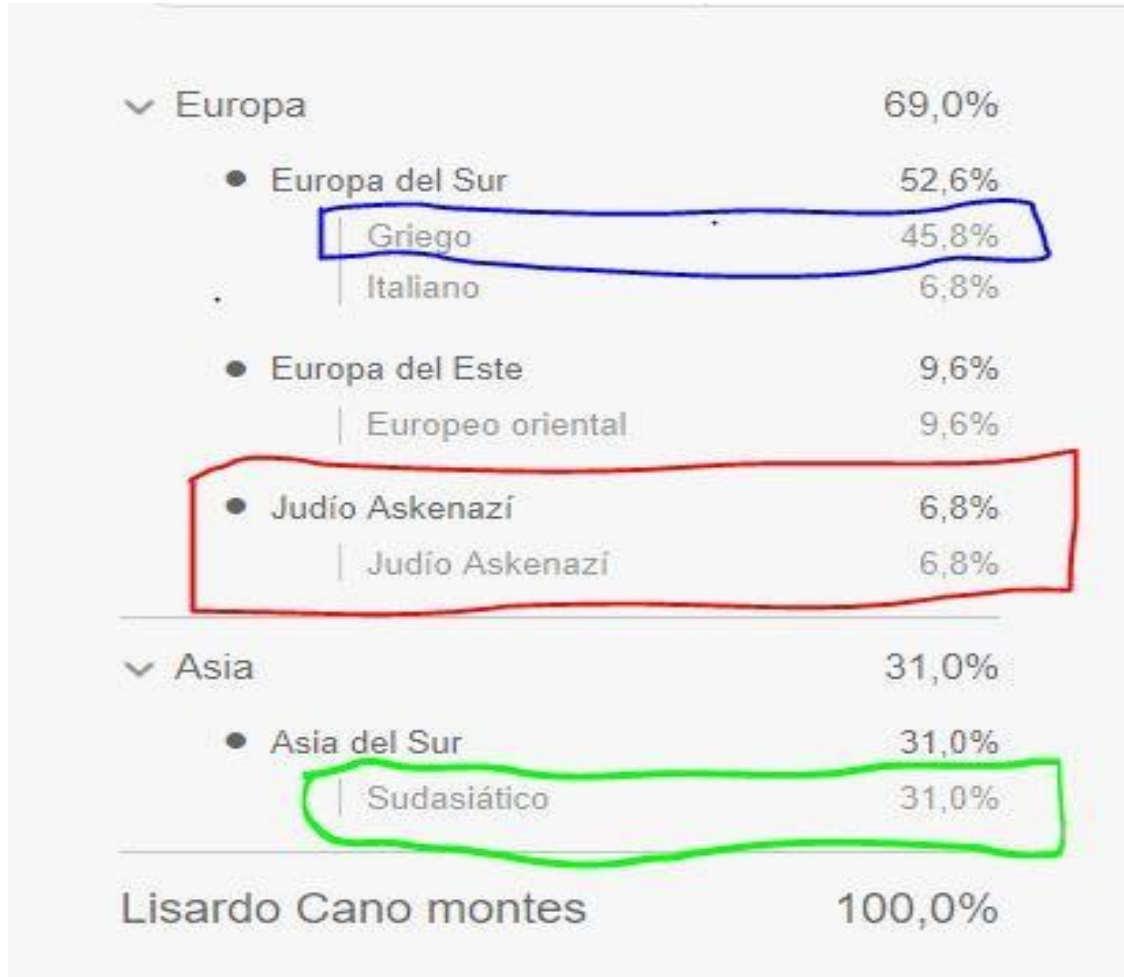 Europa 69,0%
Europa del Sur 52,6%
Griego 45,8%
Italiano 6,8%
Europa del Este 9,6%
Europeo oriental 9,6%
Judío Askenazí 6,8%
Judío Askenazí 6,8%
Asia 31,0%
Asia del Sur 31,0%
Sudasiático 31,0%
Lisardo Cano montes 100,0%